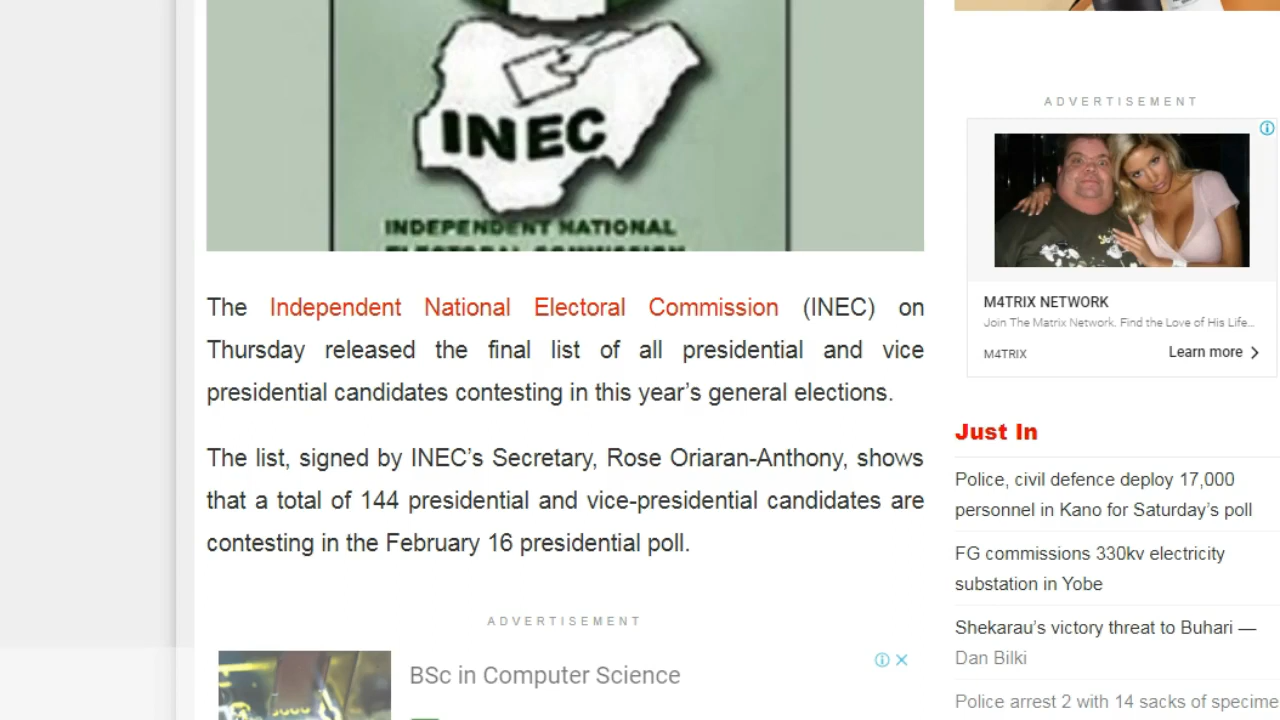 INEC
INDEPENDENT NATIONAL
ELECTORAL COMMISSION
The Independent National Electoral Commission (INEC) on
Thursday released the final list of all presidential and vice
presidential candidates contesting in this year’s general elections.
The list, signed by INEC’s Secretary, Rose Oriaran-Anthony, shows
that a total of 144 presidential and vice-presidential candidates are
contesting in the February 16 presidential poll.
ADVERTISEMENT
BSc in Computer Science
ADVERTISEMENT
M4TRIX NETWORK
Join The Matrix Network. Find the Love of His Life...
M4TRIX
Learn more
Just In
Police, civil defence deploy 17,000
personnel in Kano for Saturday’s poll
FG commissions 330kv electricity
substation in Yobe
Shekarau’s victory threat to Buhari —
Dan Bilki
Police arrest 2 with 14 sacks of specime